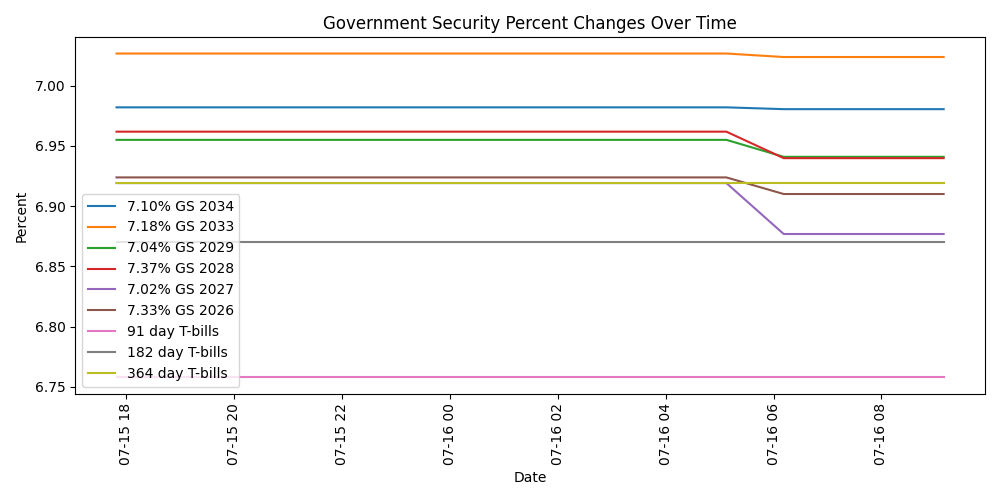 Government Security Percent Changes Over Time
Percent
7.00
6.95
6.90
6.85
6.80
6.75
7.10% GS 2034
7.18% GS 2033
7.04% GS 2029
7.37% GS 2028
7.02% GS 2027
7.33% GS 2026
91 day T-bills
182 day T-bills
364 day T-bills
07-15 18
07-15 20
07-15 22
07-16 00
07-16 02
07-16 04
07-16 06
07-16 08
Date